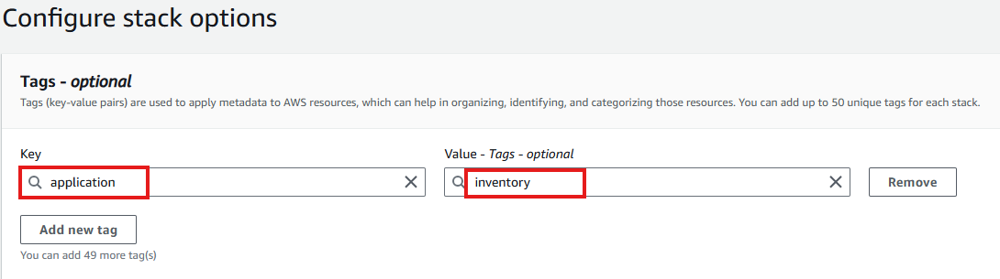 Configure stack options
Tags - optional
Tags (key-value pairs) are used to apply metadata to AWS resources, which can help in organizing, identifying, and categorizing those resources. You can add up to 50 unique tags for each stack.
Key
Value - Tags - optional
application
inventory
Remove
Add new tag
You can add 49 more tag(s)